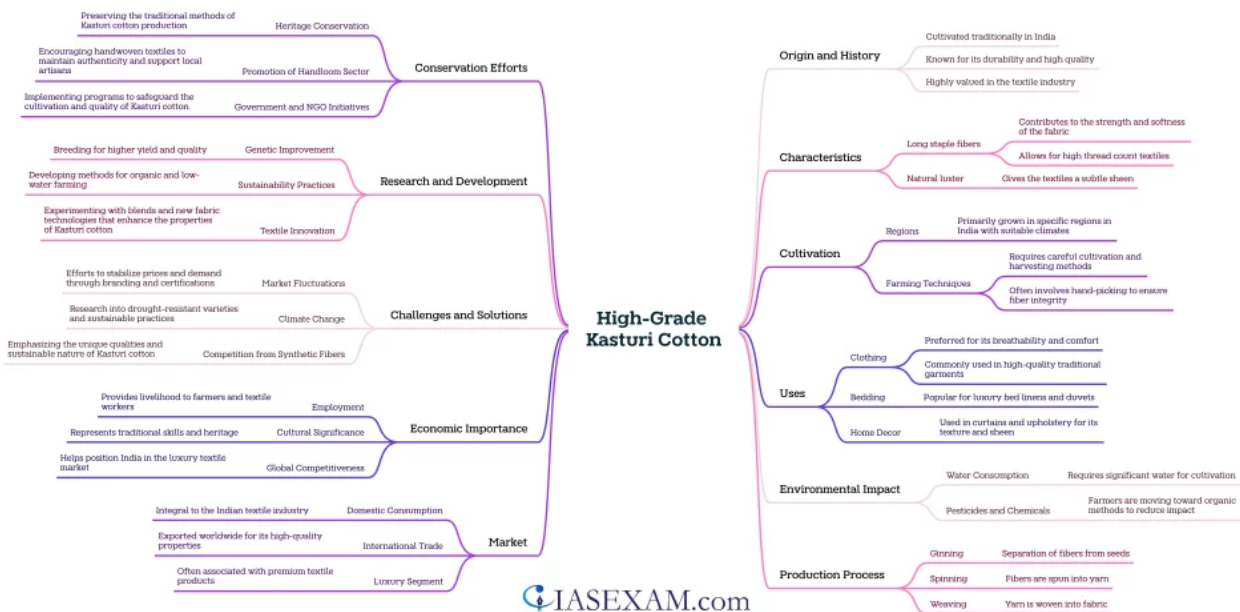 High-Grade
Kasturi Cotton
Conservation Efforts
Heritage Conservation
Preserving the traditional methods of
Kasturi cotton production
Promotion of Handloom Sector
Encouraging handwoven textiles to
maintain authenticity and support local
artisans
Government and NGO Initiatives
Implementing programs to safeguard the
cultivation and quality of Kasturi cotton
Research and Development
Genetic Improvement
Breeding for higher yield and quality
Sustainability Practices
Developing methods for organic and low-
water farming
Textile Innovation
Experimenting with blends and new fabric
technologies that enhance the properties
of Kasturi cotton
Challenges and Solutions
Market Fluctuations
Efforts to stabilize prices and demand
through branding and certifications
Climate Change
Research into drought-resistant varieties
and sustainable practices
Competition from Synthetic Fibers
Emphasizing the unique qualities and
sustainable nature of Kasturi cotton
Economic Importance
Employment
Provides livelihood to farmers and textile
workers
Cultural Significance
Represents traditional skills and heritage
Global Competitiveness
Helps position India in the luxury textile
market
Market
Domestic Consumption
Integral to the Indian textile industry
International Trade
Exported worldwide for its high-quality
properties
Luxury Segment
Often associated with premium textile
products
Origin and History
Cultivated traditionally in India
Known for its durability and high quality
Highly valued in the textile industry
Characteristics
Long staple fibers
Contributes to the strength and softness
of the fabric
Allows for high thread count textiles
Natural luster
Gives the textiles a subtle sheen
Cultivation
Regions
Primarily grown in specific regions in
India with suitable climates
Farming Techniques
Requires careful cultivation and
harvesting methods
Often involves hand-picking to ensure
fiber integrity
Uses
Clothing
Preferred for its breathability and comfort
Commonly used in high-quality traditional
garments
Bedding
Popular for luxury bed linens and duvets
Home Decor
Used in curtains and upholstery for its
texture and sheen
Environmental Impact
Water Consumption
Requires significant water for cultivation
Pesticides and Chemicals
Farmers are moving toward organic
methods to reduce impact
Production Process
Ginning
Separation of fibers from seeds
Spinning
Fibers are spun into yarn
Weaving
Yarn is woven into fabric
IASEXAM.com